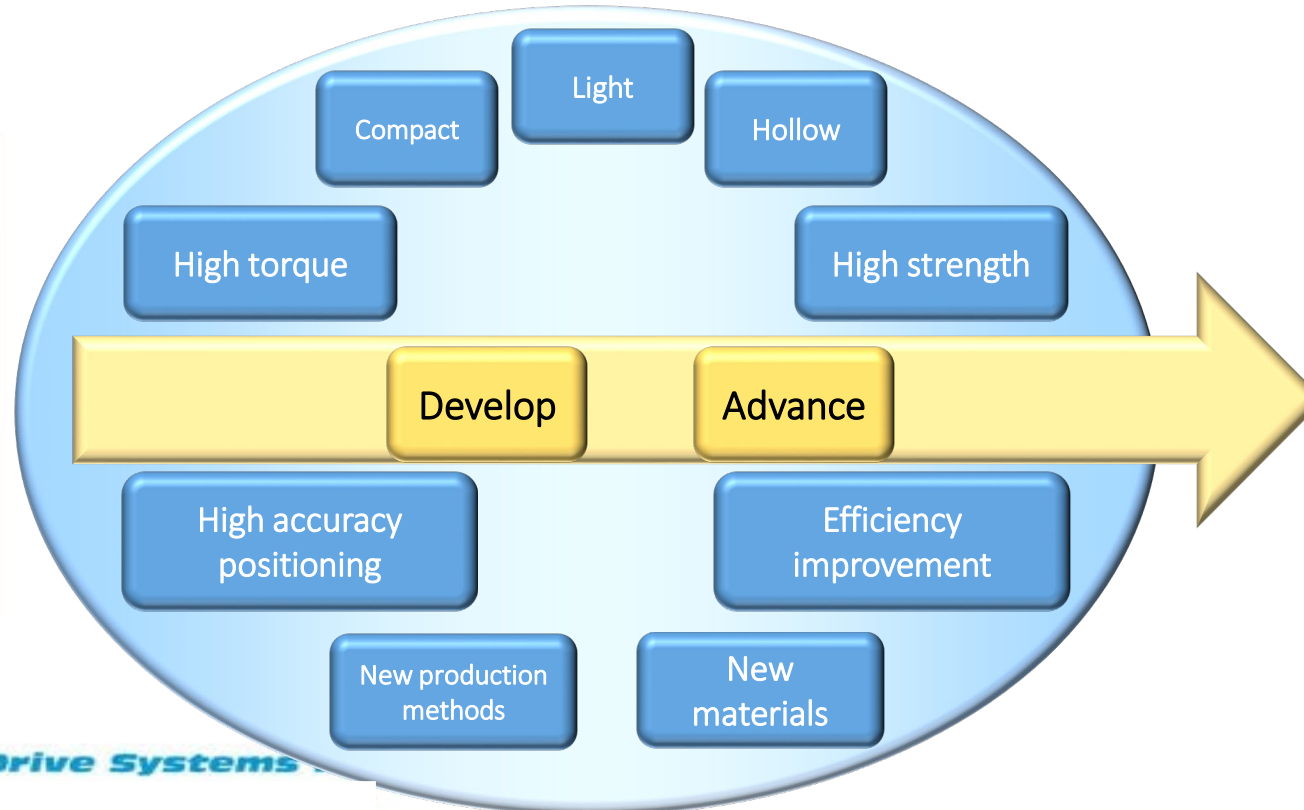 Light
Compact
Hollow
High torque
High strength
Develop
Advance
High accuracy
positioning
Efficiency
improvement
New production
methods
New
materials
Drive Systems